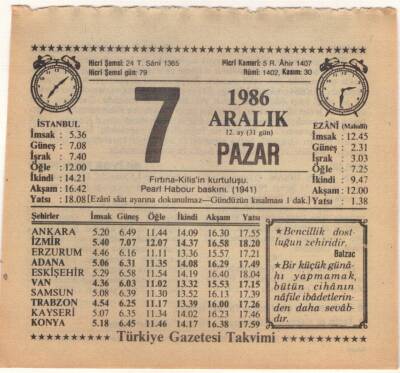 Hicri Şemsi: 24 T. Sâni 1365
Hicri Şemsi gün: 79
Hicri Kameri: 5 R. Âhir 1407
Rûmi: 1402, Kasım: 30
7
1986
ARALIK
12. ay (31 gün)
PAZAR
Fırtına-Kilis'in kurtuluşu.
Pearl Habour baskını. (1941)
[Ezânî sâat ayarına dokunulmaz—Gündüzün kısalması 1 dak.]
İSTANBUL
İmsak : 5.36
Güneş : 7.08
İşrak : 7.40
Öğle : 12.00
İkindi : 14.21
Akşam : 16.42
Yatsı : 18.08
EZÂNİ (Mahalli)
İmsak : 12.45
Güneş : 2.31
İşrak : 3.03
Öğle : 7.25
İkindi : 9.47
Akşam : 12.00
Yatsı : 1.38
Şehirler İmsak Güneş Öğle İkindi Akşam Yatsı
ANKARA 5.20 6.49 11.44 14.09 16.30 17.55
İZMİR 5.40 7.07 12.07 14.37 16.58 18.20
ERZURUM 4.46 6.16 11.11 13.36 15.57 17.21
ADANA 5.06 6.31 11.35 14.08 16.29 17.49
ESKİŞEHİR 5.29 6.58 11.54 14.19 16.40 18.04
VAN 4.36 6.03 11.02 13.32 15.53 17.15
SAMSUN 5.08 6.39 11.30 13.52 16.13 17.39
TRABZON 4.54 6.25 11.17 13.39 16.00 17.26
KAYSERİ 5.07 6.35 11.34 14.02 16.23 17.46
KONYA 5.18 6.45 11.46 14.17 16.38 17.59
★Bencillik dost-
luğun zehiridir.
Balzac
★Bir küçük günâ-
hı yapmamak,
bütün cihânın
nâfile ibâdetlerin-
den daha sevâb-
dır.
Türkiye Gazetesi Takvimi